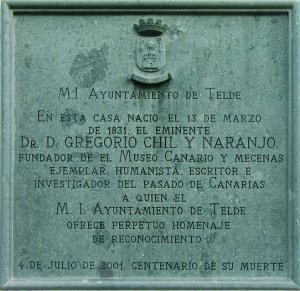 M.I. Ayuntamiento de Telde
En esta casa nacio el 13 de marzo
de 1831, el eminente
Dr. D. GREGORIO CHIL Y NARANJO,
fundador de el Museo Canario y mecenas
ejemplar, humanista, escritor e
investigador del pasado de Canarias,
a quien el
M. I. Ayuntamiento de Telde
ofrece perpetuo homenaje
de reconocimiento
4 de julio de 2001, centenario de su muerte